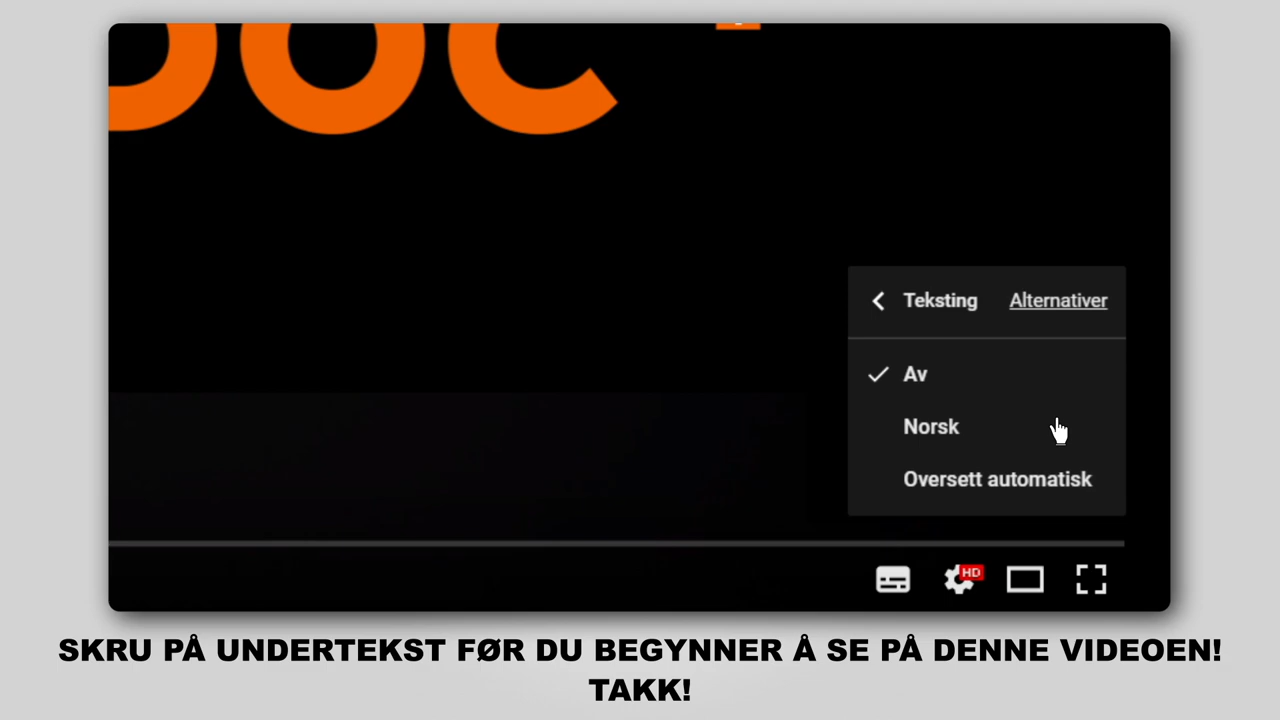 Teksting Alternativer
Av
Norsk
Oversett automatisk
HD
SKRU PÅ UNDERTEKST FØR DU BEGYNNER Å SE PÅ DENNE VIDEOEN!
TAKK!